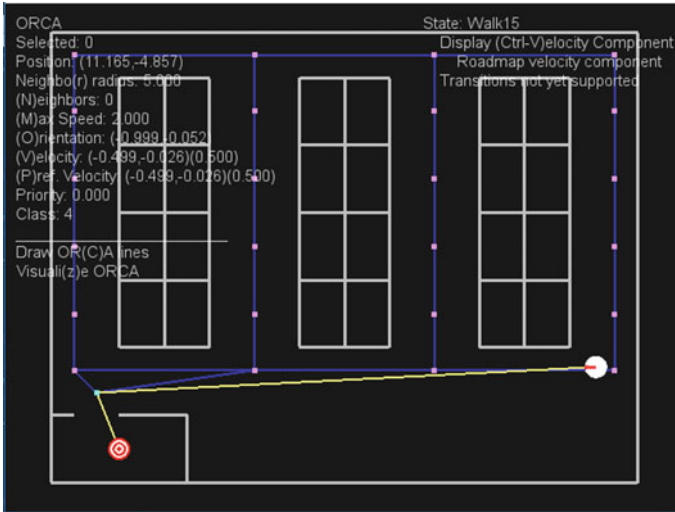 ORCA
Selected: 0
Position: (11.165,-4.857)
Neighbo(r) radius: 5.000
(N)eighbors: 0
(M)ax Speed: 2.000
(O)rientation: (-0.999,-0.052)
(V)elocity: (-0.499,-0.026)(0.500)
(P)ref. Velocity: (-0.499,-0.026)(0.500)
Priority: 0.000
Class: 4
Draw OR(C)A lines
Visuali(z)e ORCA
State: Walk15
Display (Ctrl-V)elocity Component
Roadmap velocity component
Transitions not yet supported